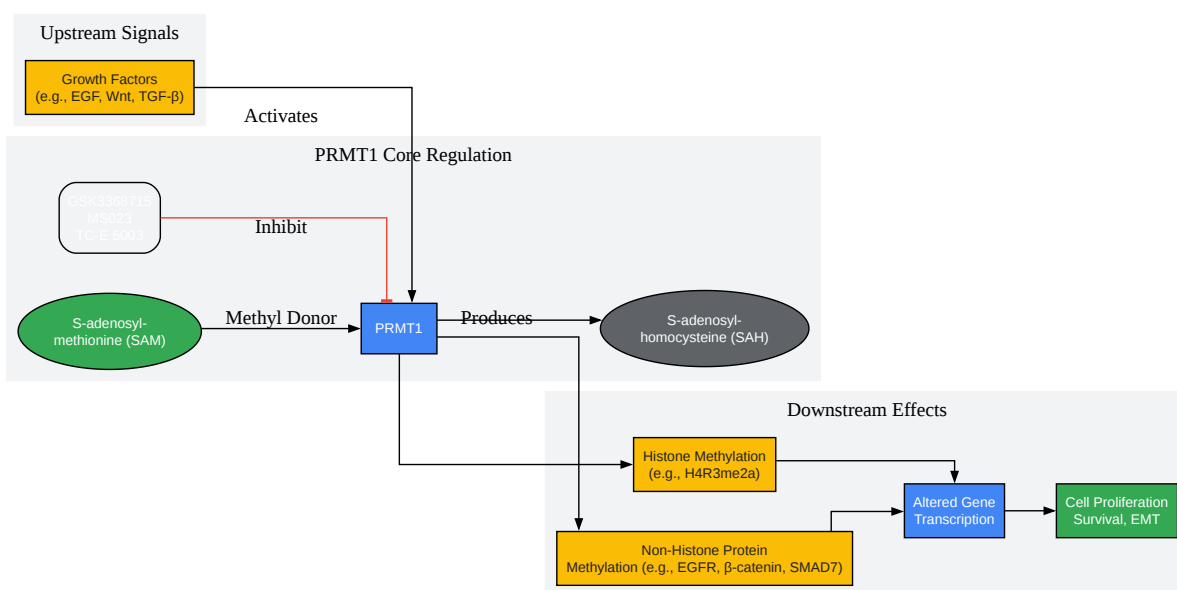 Upstream Signals
Growth Factors
(e.g., EGF, Wnt, TGF-β)
Activates
PRMT1 Core Regulation
GSK3368715
MS023
TC-E 5003
Inhibit
S-adenosyl-
methionine (SAM)
Methyl Donor
PRMT1
Produces
S-adenosyl-
homocysteine (SAH)
Downstream Effects
Histone Methylation
(e.g., H4R3me2a)
Altered Gene
Transcription
Cell Proliferation
Survival, EMT
Non-Histone Protein
Methylation (e.g., EGFR, β-catenin, SMAD7)